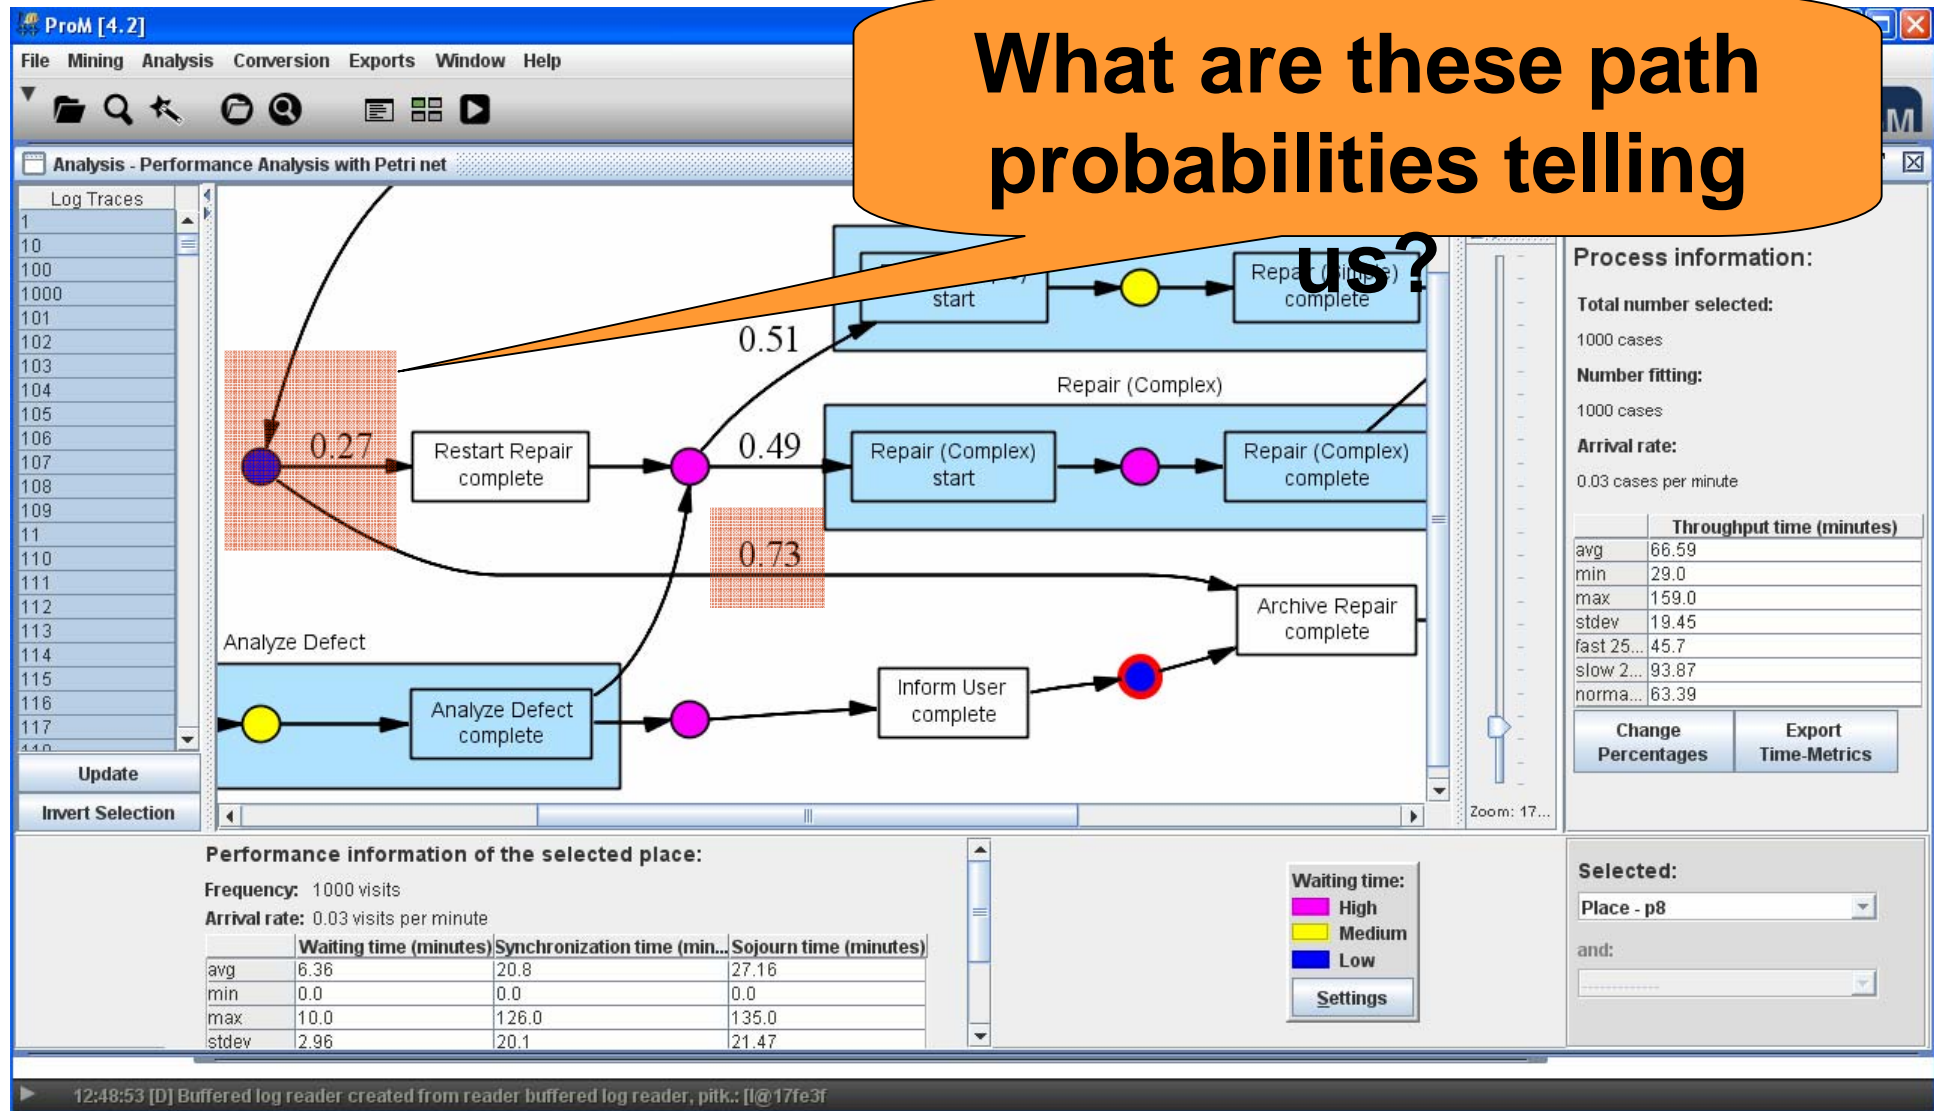 ProM [4.2]
File Mining Analysis Conversion Exports Window Help
What are these path
probabilities telling
us?
M
Analysis - Performance Analysis with Petri net
Log Traces
1
10
100
1000
101
102
103
104
105
106
107
108
109
11
110
111
112
113
114
115
116
117
Update
Invert Selection
start
Repair (Simple)
complete
0.51
Repair (Complex)
0.27
Restart Repair
complete
0.49
Repair (Complex)
start
Repair (Complex)
complete
0.73
Archive Repair
complete
Analyze Defect
Analyze Defect
complete
Inform User
complete
Zoom: 17...
Process information:
Total number selected:
1000 cases
Number fitting:
1000 cases
Arrival rate:
0.03 cases per minute
Throughput time (minutes)
avg 66.59
min 29.0
max 159.0
stdev 19.45
fast 25... 45.7
slow 2... 93.87
norma... 63.39
Change
Percentages
Export
Time-Metrics
Performance information of the selected place:
Frequency: 1000 visits
Arrival rate: 0.03 visits per minute
Waiting time (minutes) Synchronization time (min... Sojourn time (minutes)
avg 6.36 20.8 27.16
min 0.0 0.0 0.0
max 10.0 126.0 135.0
stdev 2.96 20.1 21.47
Waiting time:
High
Medium
Low
Settings
Selected:
Place - p8
and:
------------
12:48:53 [D] Buffered log reader created from reader buffered log reader, pitk.: [I@17fe3f